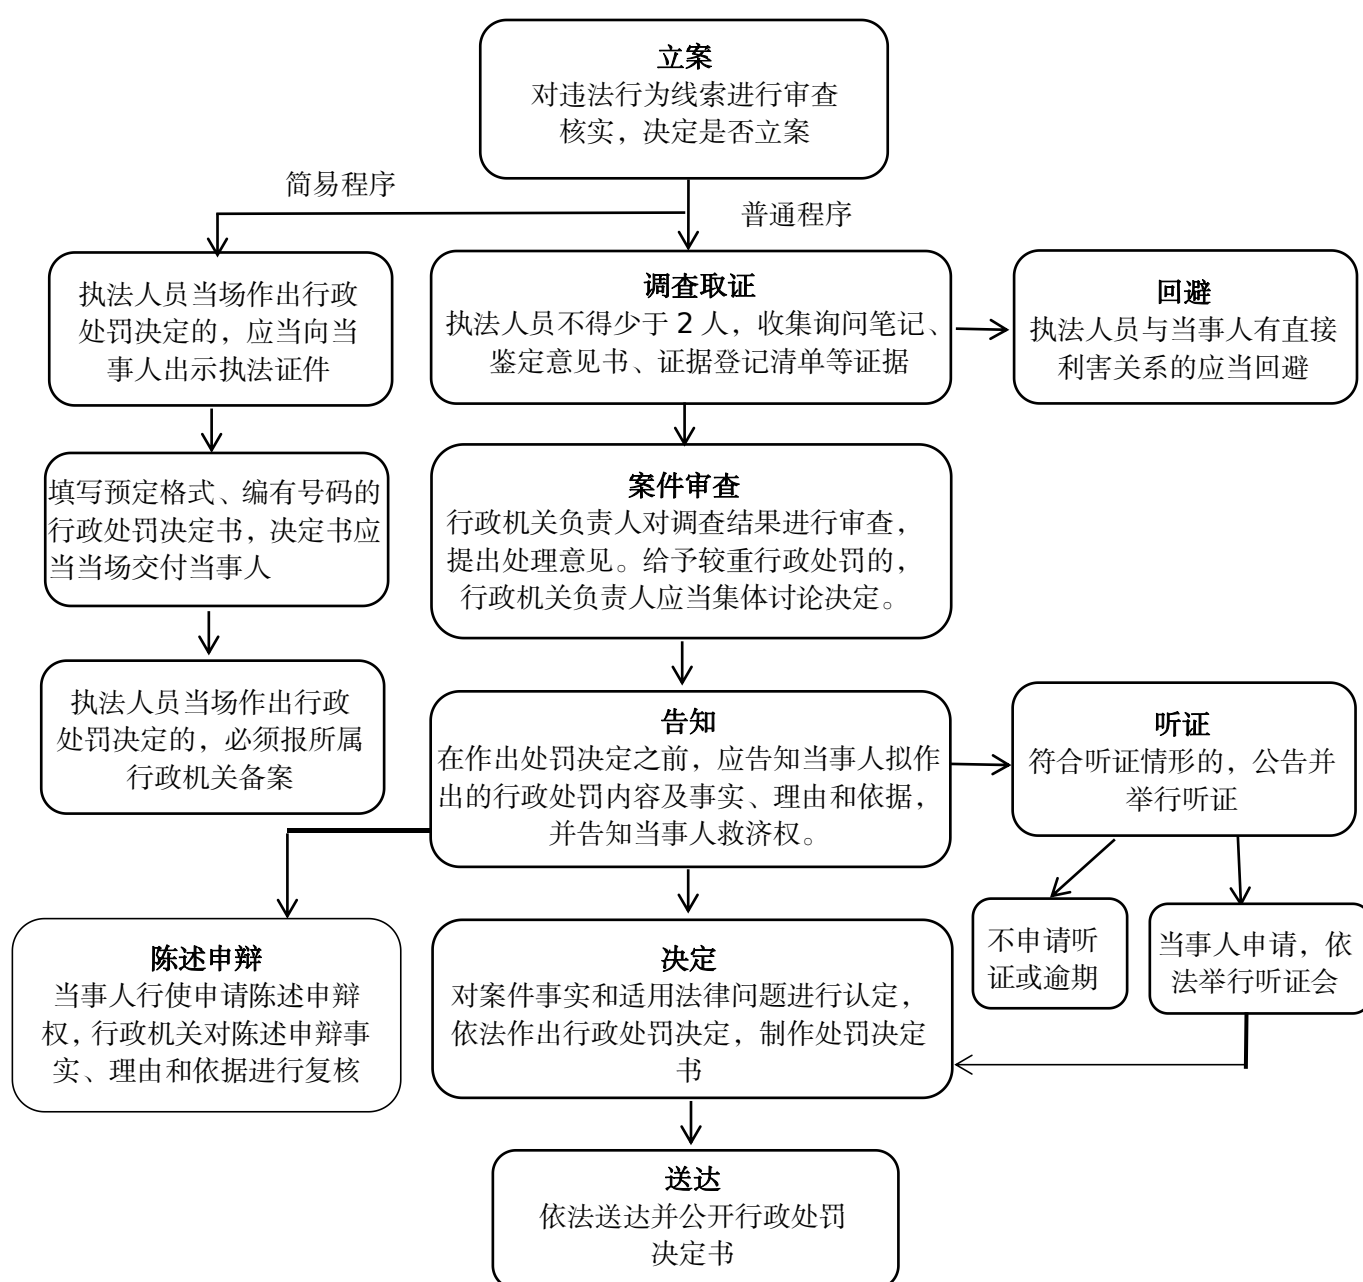 立案
对违法行为线索进行审查
核实，决定是否立案
简易程序
普通程序
执法人员当场作出行政
处罚决定的，应当向当
事人出示执法证件
调查取证
执法人员不得少于 2 人，收集询问笔记、
鉴定意见书、证据登记清单等证据
回避
执法人员与当事人有直接
利害关系的应当回避
填写预定格式、编有号码的
行政处罚决定书，决定书应
当当场交付当事人
案件审查
行政机关负责人对调查结果进行审查，
提出处理意见。给予较重行政处罚的，
行政机关负责人应当集体讨论决定。
执法人员当场作出行政
处罚决定的，必须报所属
行政机关备案
告知
在作出处罚决定之前，应告知当事人拟作
出的行政处罚内容及事实、理由和依据，
并告知当事人救济权。
听证
符合听证情形的，公告并
举行听证
不申请听
证或逾期
当事人申请，依
法举行听证会
陈述申辩
当事人行使申请陈述申辩
权，行政机关对陈述申辩事
实、理由和依据进行复核
决定
对案件事实和适用法律问题进行认定，
依法作出行政处罚决定，制作处罚决定
书
送达
依法送达并公开行政处罚
决定书